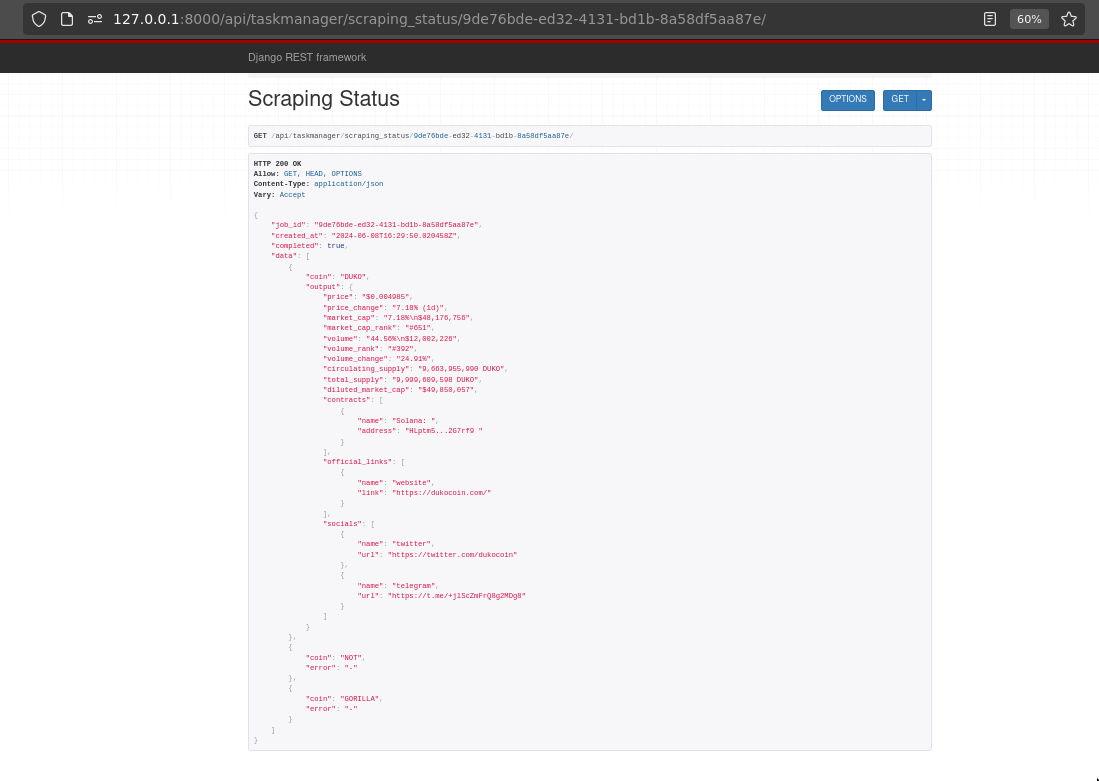 127.0.0.1:8000/api/taskmanager/scraping_status/9de76bde-ed32-4131-bd1b-8a58df5aa87e/
60%
Django REST framework
Scraping Status
OPTIONS
GET
GET /api/taskmanager/scraping_status/9de76bde-ed32-4131-bd1b-8a58df5aa87e/
HTTP 200 OK
Allow: GET, HEAD, OPTIONS
Content-Type: application/json
Vary: Accept
{
"job_id": "9de76bde-ed32-4131-bd1b-8a58df5aa87e",
"created_at": "2024-06-08T16:29:50.020458Z",
"completed": true,
"data": [
{
"coin": "DUKO",
"output": {
"price": "$0.004985",
"price_change": "7.18% (1d)",
"market_cap": "7.18%\n$48,176,756",
"market_cap_rank": "#651",
"volume": "44.56%\n$12,002,226",
"volume_rank": "#392",
"volume_change": "24.91%",
"circulating_supply": "9,663,955,990 DUKO",
"total_supply": "9,999,609,598 DUKO",
"diluted_market_cap": "$49,850,057",
"contracts": [
{
"name": "Solana: ",
"address": "HLptm5...2G7rf9 "
}
],
"official_links": [
{
"name": "website",
"link": "https://dukocoin.com/"
}
],
"socials": [
{
"name": "twitter",
"url": "https://twitter.com/dukocoin"
},
{
"name": "telegram",
"url": "https://t.me/+jlScZmFrQ8g2MDg0"
}
]
}
},
{
"coin": "NOT",
"error": "-"
},
{
"coin": "GORILLA",
"error": "-"
}
]
}